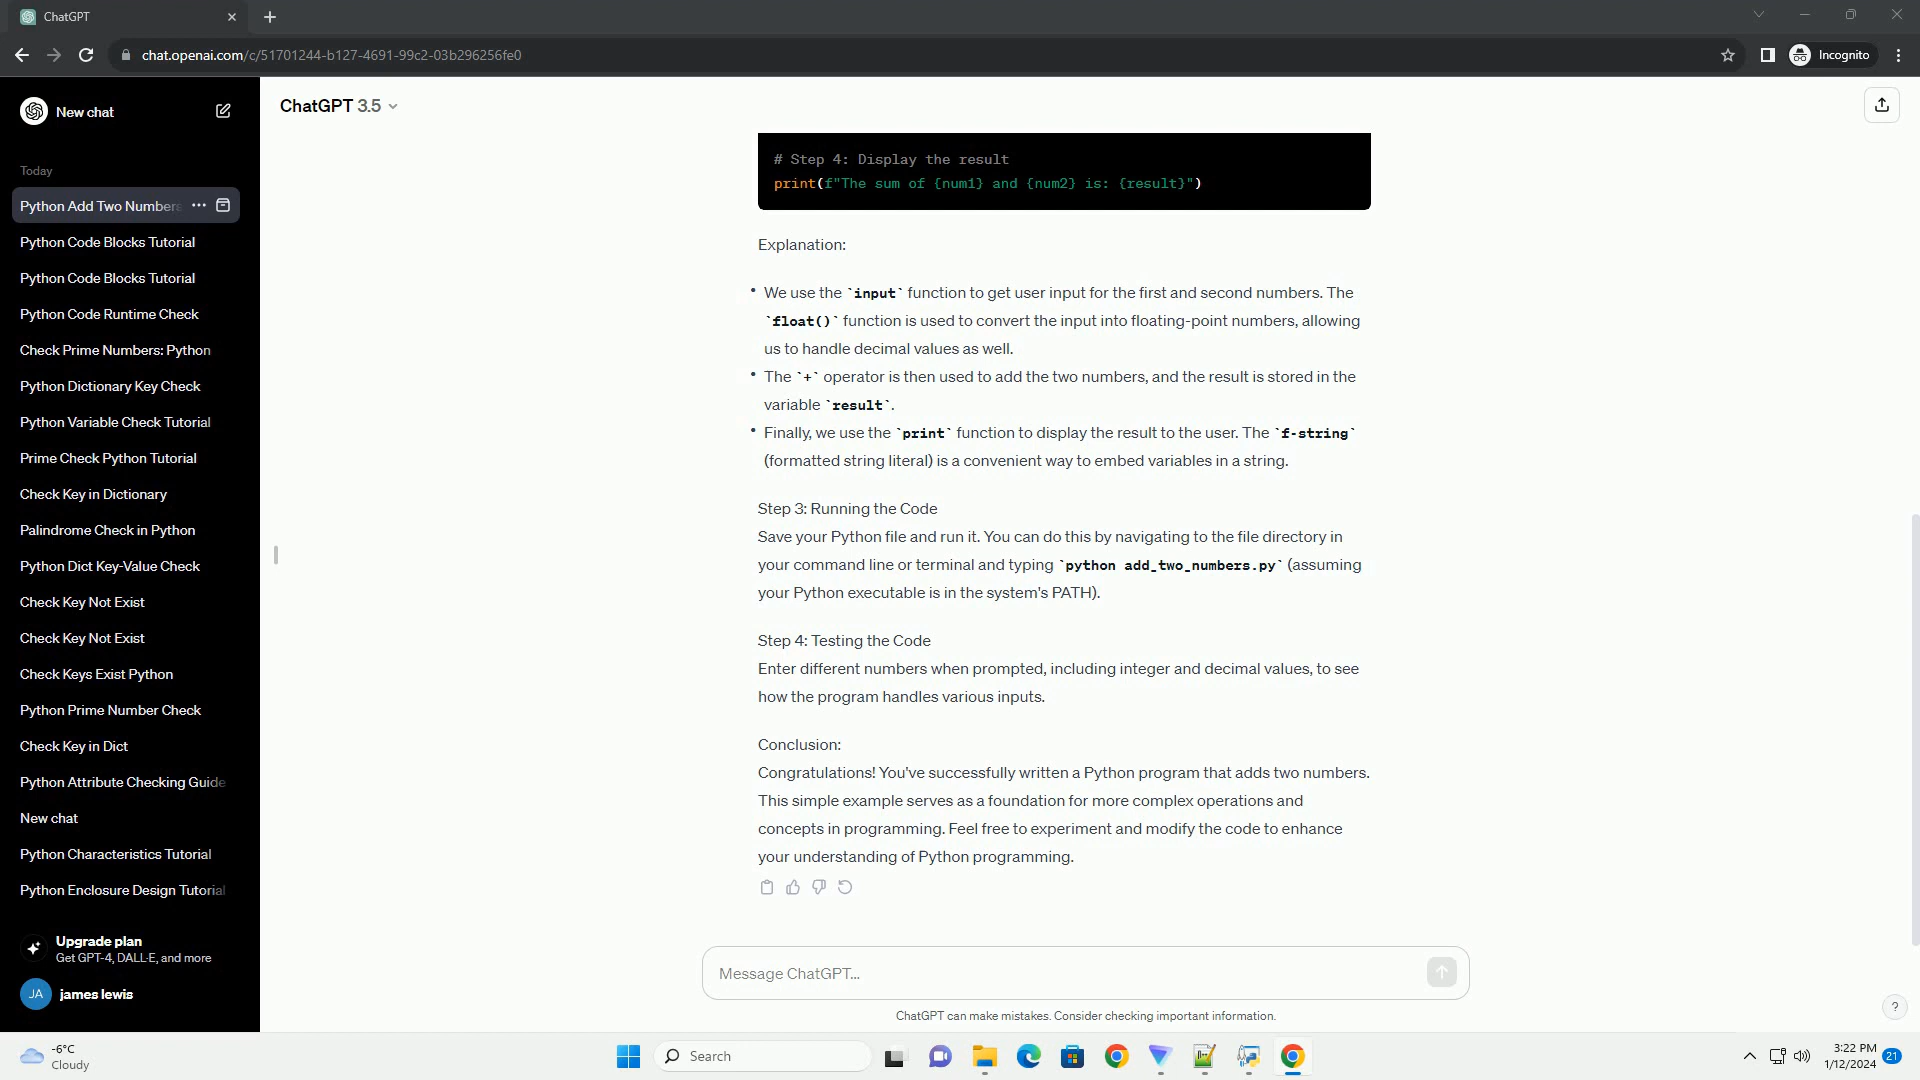 ChatGPT
chat.openai.com/c/51701244-b127-4691-99c2-03b296256fe0
Incognito
New chat
Today
Python Add Two Numbers
Python Code Blocks Tutorial
Python Code Blocks Tutorial
Python Code Runtime Check
Check Prime Numbers: Python
Python Dictionary Key Check
Python Variable Check Tutorial
Prime Check Python Tutorial
Check Key in Dictionary
Palindrome Check in Python
Python Dict Key-Value Check
Check Key Not Exist
Check Key Not Exist
Check Keys Exist Python
Python Prime Number Check
Check Key in Dict
Python Attribute Checking Guide
New chat
Python Characteristics Tutorial
Python Enclosure Design Tutorial
Upgrade plan
Get GPT-4, DALL·E, and more
JA
james lewis
ChatGPT 3.5
# Step 4: Display the result
print(f"The sum of {num1} and {num2} is: {result}")
Explanation:
• We use the `input` function to get user input for the first and second numbers. The
`float()` function is used to convert the input into floating-point numbers, allowing
us to handle decimal values as well.
• The `+` operator is then used to add the two numbers, and the result is stored in the
variable `result`.
• Finally, we use the `print` function to display the result to the user. The `f-string`
(formatted string literal) is a convenient way to embed variables in a string.
Step 3: Running the Code
Save your Python file and run it. You can do this by navigating to the file directory in
your command line or terminal and typing `python add_two_numbers.py` (assuming
your Python executable is in the system's PATH).
Step 4: Testing the Code
Enter different numbers when prompted, including integer and decimal values, to see
how the program handles various inputs.
Conclusion:
Congratulations! You've successfully written a Python program that adds two numbers.
This simple example serves as a foundation for more complex operations and
concepts in programming. Feel free to experiment and modify the code to enhance
your understanding of Python programming.
Message ChatGPT...
ChatGPT can make mistakes. Consider checking important information.
?
-6°C
Cloudy
Search
3:22 PM
1/12/2024
21